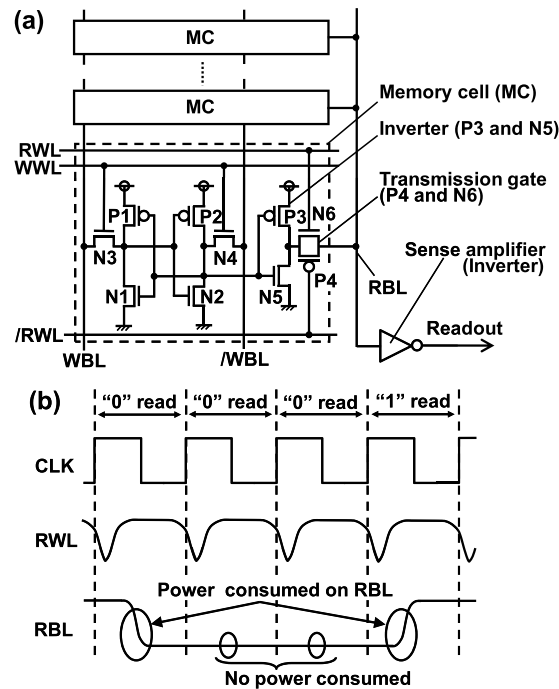 (a)
MC
MC
Memory cell (MC)
Inverter (P3 and N5)
RWL
WWL
Transmission gate
(P4 and N6)
P1
P2
P3
N6
N3
N4
Sense amplifier
(Inverter)
P4
N1
N2
N5
RBL
/RWL
Readout
WBL
/WBL
(b)
“0” read
“0” read
“0” read
“1” read
CLK
RWL
Power consumed on RBL
RBL
No power consumed